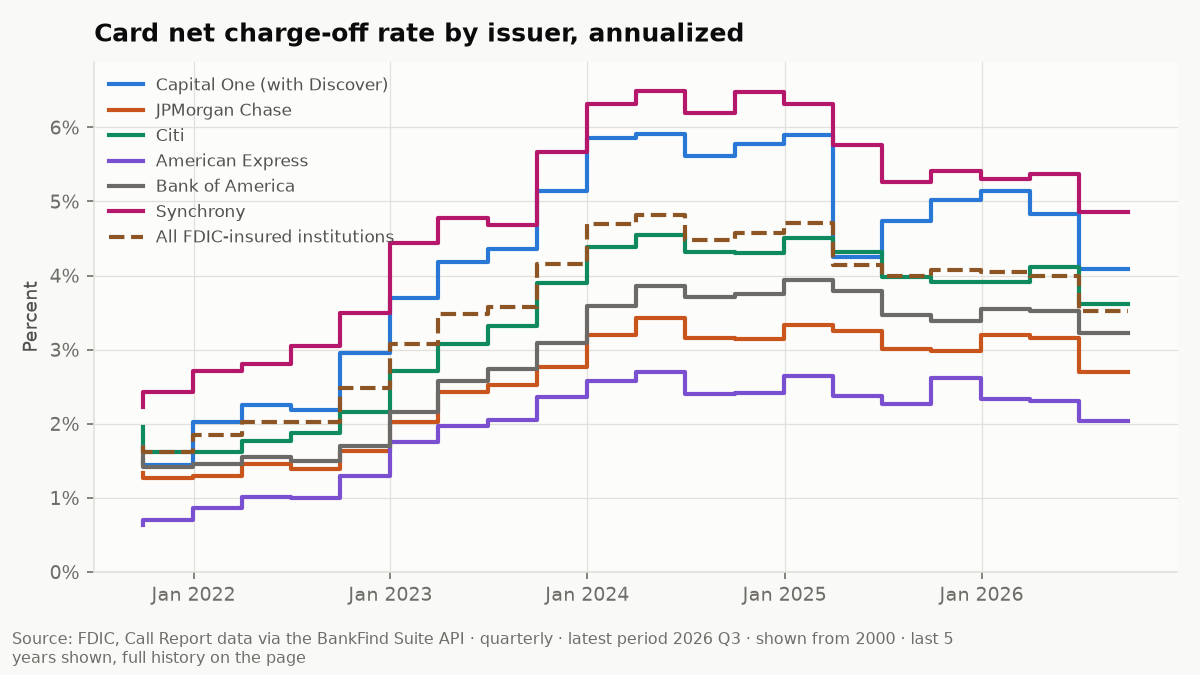 Card net charge-off rate by issuer, annualized
Capital One (with Discover)
JPMorgan Chase
Citi
American Express
Bank of America
Synchrony
All FDIC-insured institutions
Percent
6%
5%
4%
3%
2%
1%
0%
Jan 2022
Jan 2023
Jan 2024
Jan 2025
Jan 2026
Source: FDIC, Call Report data via the BankFind Suite API · quarterly · latest period 2026 Q3 · shown from 2000 · last 5
years shown, full history on the page